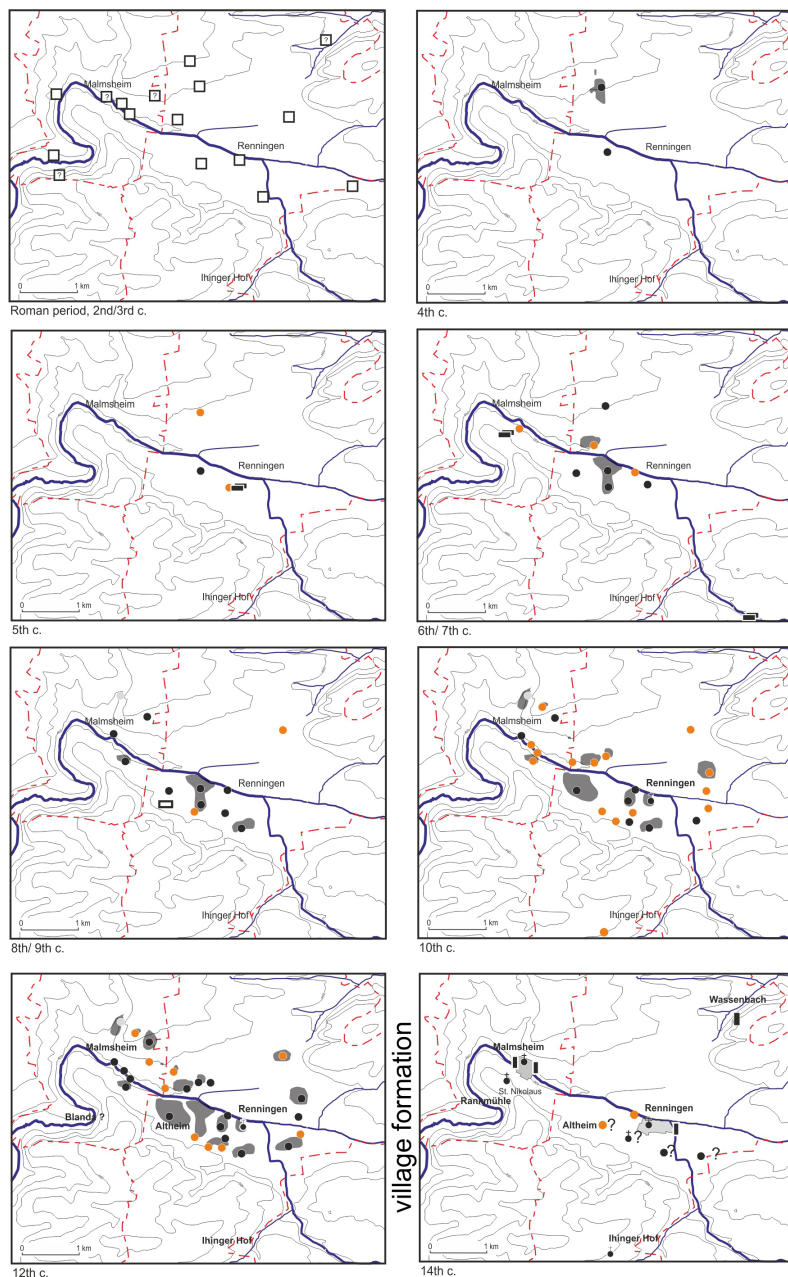 ?
Malmsheim
?
?
Renningen
?
Ihinger Hof
0 1 km
Roman period, 2nd/3rd c.
Malmsheim
Renningen
Ihinger Hof
0 1 km
4th c.
Malmsheim
Renningen
Ihinger Hof
0 1 km
5th c.
Malmsheim
Renningen
Ihinger Hof
0 1 km
6th/ 7th c.
Malmsheim
Renningen
Ihinger Hof
0 1 km
8th/ 9th c.
Malmsheim
Renningen
Ihinger Hof
0 1 km
10th c.
Malmsheim
Blanda ?
Altheim
Renningen
Ihinger Hof
0 1 km
12th c.
village formation
Wassenbach
Malmsheim
St. Nikolaus
Rankmühle
Renningen
Altheim ?
?
?
?
Ihinger Hof
0 1 km
14th c.